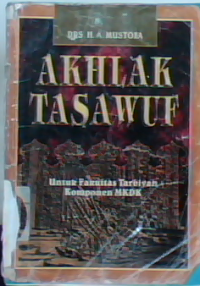 DRS. H. A. MUSTOFA
AKHLAK
TASAWUF
Untuk Fakultas Tarbiyah
Komponen MKDK